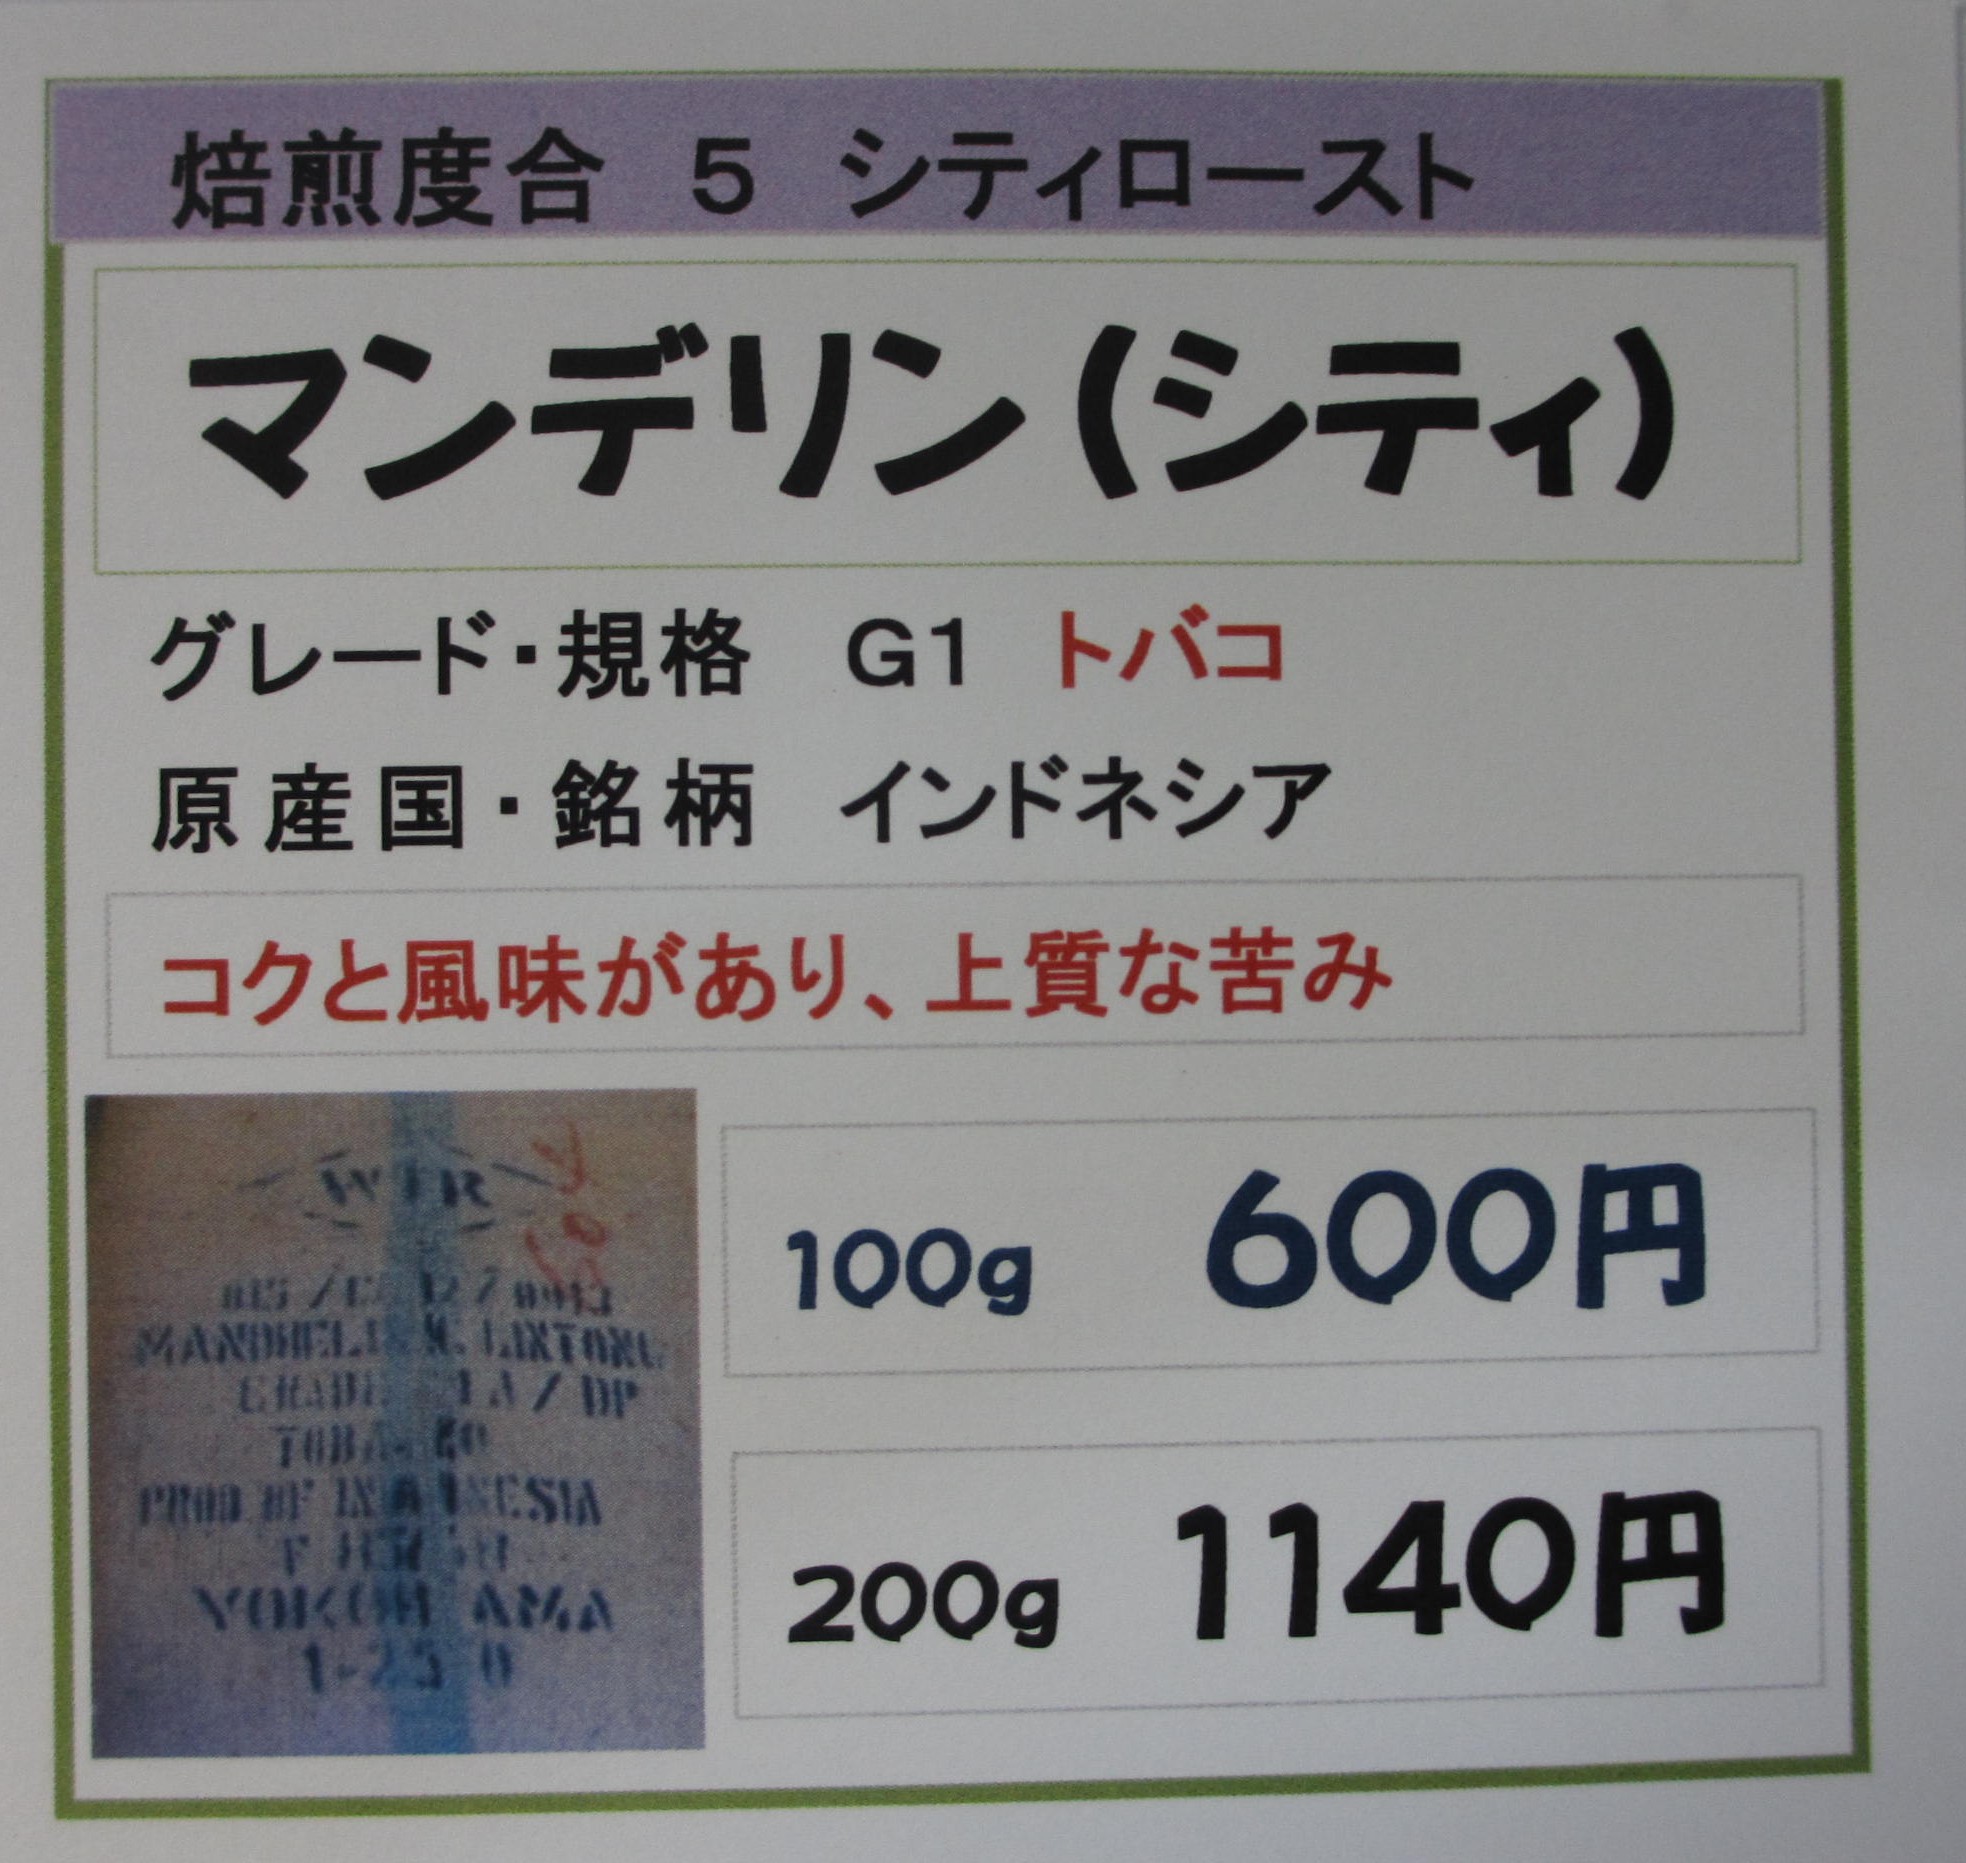 焙煎度合　5　シティロースト
マンデリン(シティ)
グレード・規格　G1　トバコ
原産国・銘柄　インドネシア
コクと風味があり、上質な苦み
100g　600円
200g　1140円
PROD OF INDONESIA
YOKOHAMA